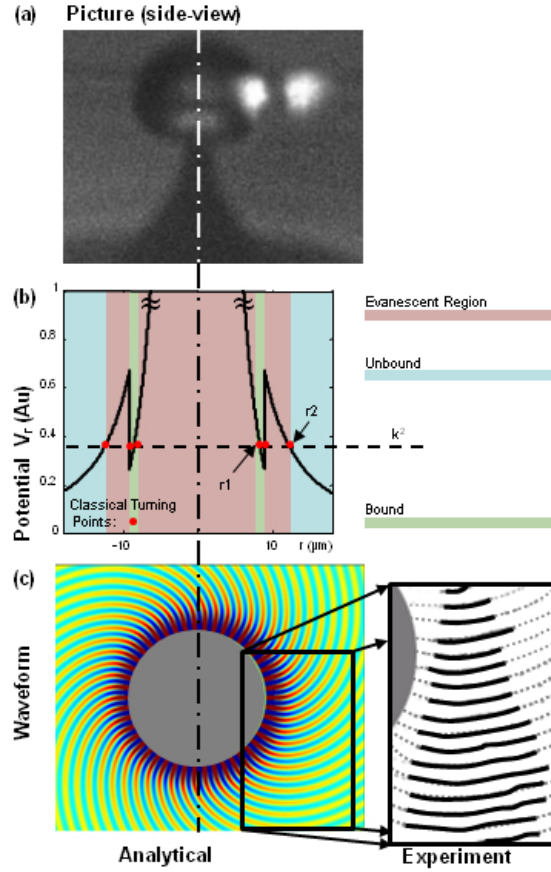 (a) Picture (side-view)
(b)
Potential Vr (Au)
1
0.8
0.6
0.4
0.2
0
-10
10
r (µm)
r1
r2
k²
Classical Turning
Points:
Evanescent Region
Unbound
Bound
(c)
Waveform
Analytical
Experiment